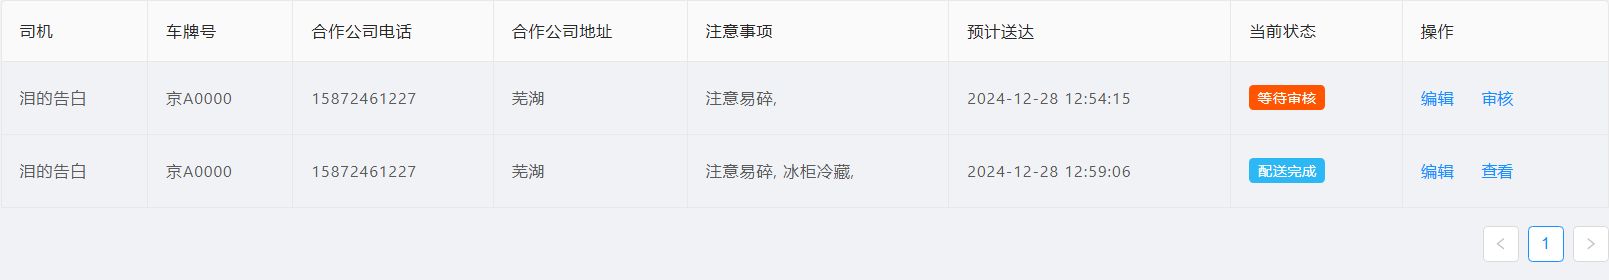 司机 车牌号 合作公司电话 合作公司地址 注意事项 预计送达 当前状态 操作
泪的告白 京A0000 15872461227 芜湖 注意易碎, 2024-12-28 12:54:15 等待审核 编辑 审核
泪的告白 京A0000 15872461227 芜湖 注意易碎, 冰柜冷藏, 2024-12-28 12:59:06 配送完成 编辑 查看
1